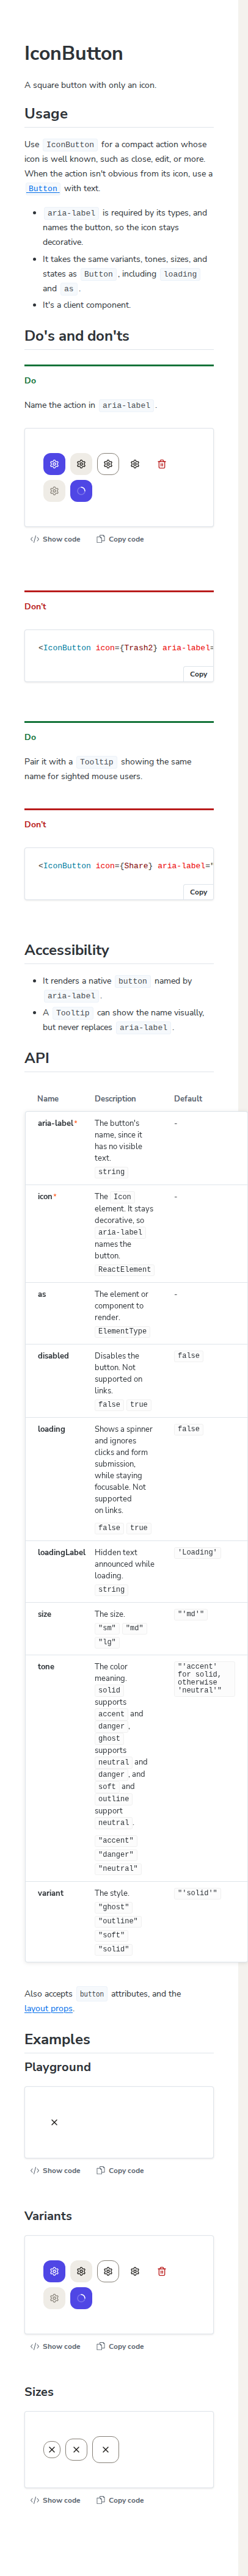 IconButton
A square button with only an icon.
Usage
Use IconButton for a compact action whose
icon is well known, such as close, edit, or more.
When the action isn't obvious from its icon, use a
Button with text.
• aria-label is required by its types, and
names the button, so the icon stays
decorative.
• It takes the same variants, tones, sizes, and
states as Button, including loading
and as.
• It's a client component.
Do's and don'ts
Do
Name the action in aria-label.
Show code Copy code
Don't
<IconButton icon={Trash2} aria-label=
Copy
Do
Pair it with a Tooltip showing the same
name for sighted mouse users.
Don't
<IconButton icon={Share} aria-label="
Copy
Accessibility
• It renders a native button named by
aria-label.
• A Tooltip can show the name visually,
but never replaces aria-label.
API
Name Description Default
aria-label* The button's -
name, since it
has no visible
text.
string
icon* The Icon -
element. It stays
decorative, so
aria-label
names the
button.
ReactElement
as The element or -
component to
render.
ElementType
disabled Disables the false
button. Not
supported on
links.
false true
loading Shows a spinner false
and ignores
clicks and form
submission,
while staying
focusable. Not
supported
on links.
false true
loadingLabel Hidden text 'Loading'
announced while
loading.
string
size The size. "'md'"
"sm" "md"
"lg"
tone The color "'accent'
meaning. for solid,
solid otherwise
supports 'neutral'"
accent and
danger,
ghost
supports
neutral and
danger, and
soft and
outline
support
neutral.
"accent"
"danger"
"neutral"
variant The style. "'solid'"
"ghost"
"outline"
"soft"
"solid"
Also accepts button attributes, and the
layout props.
Examples
Playground
Show code Copy code
Variants
Show code Copy code
Sizes
Show code Copy code